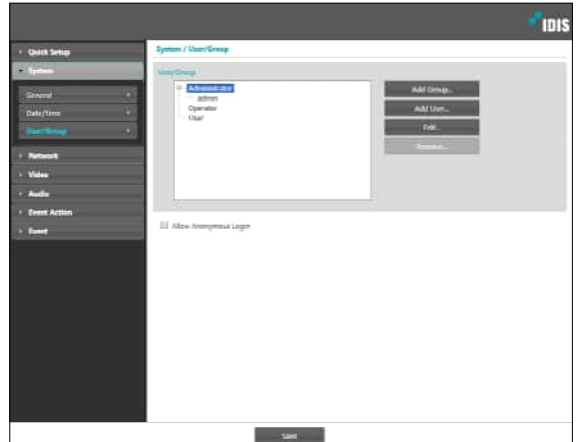 IDIS
Quick Setup
System
General
Date/Time
User/Group
Network
Video
Audio
Event Action
Event
System / User/Group
User/Group
Administrator
admin
Operator
User
Add Group...
Add User...
Edit...
Remove...
Allow Anonymous Login
Save